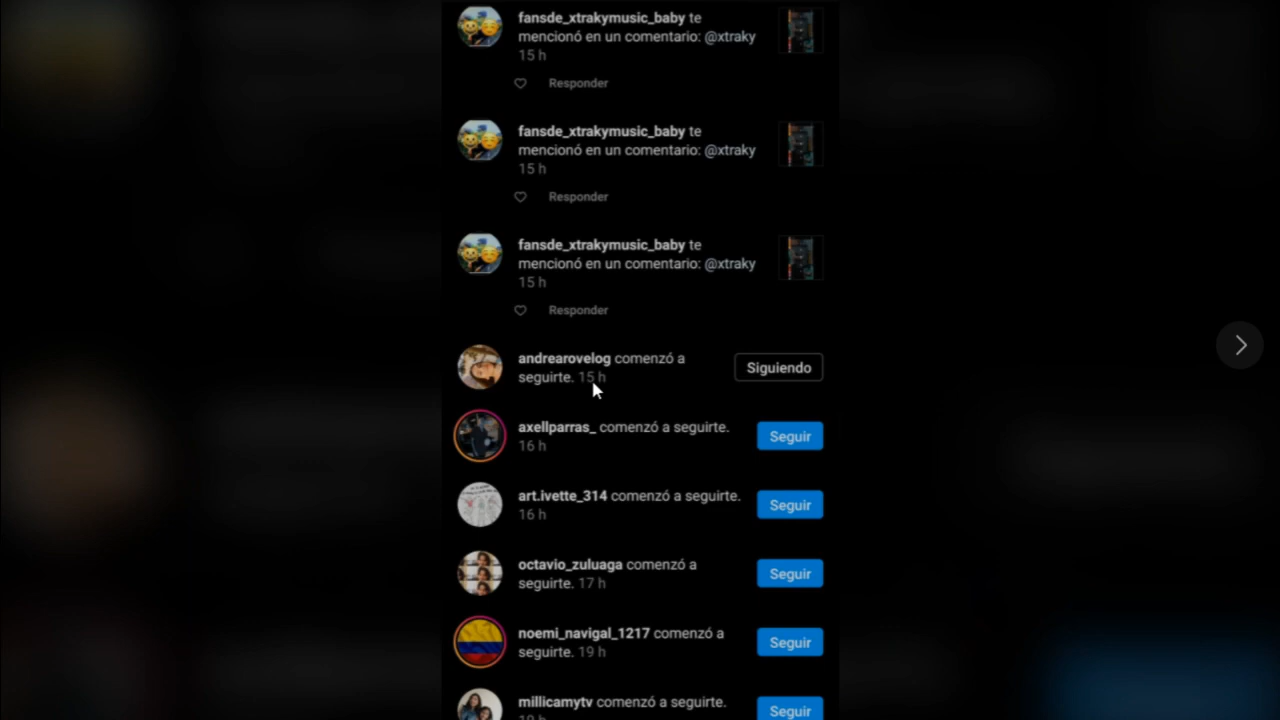 fansde_xtrakymusic_baby te
mencionó en un comentario: @xtraky
15 h
Responder
fansde_xtrakymusic_baby te
mencionó en un comentario: @xtraky
15 h
Responder
fansde_xtrakymusic_baby te
mencionó en un comentario: @xtraky
15 h
Responder
andrearovelog comenzó a
seguirte. 15 h
Siguiendo
axellparras_ comenzó a seguirte.
16 h
Seguir
art.ivette_314 comenzó a seguirte.
16 h
Seguir
octavio_zuluaga comenzó a
seguirte. 17 h
Seguir
noemi_navigal_1217 comenzó a
seguirte. 19 h
Seguir
millicamytv comenzó a seguirte.
Seguir